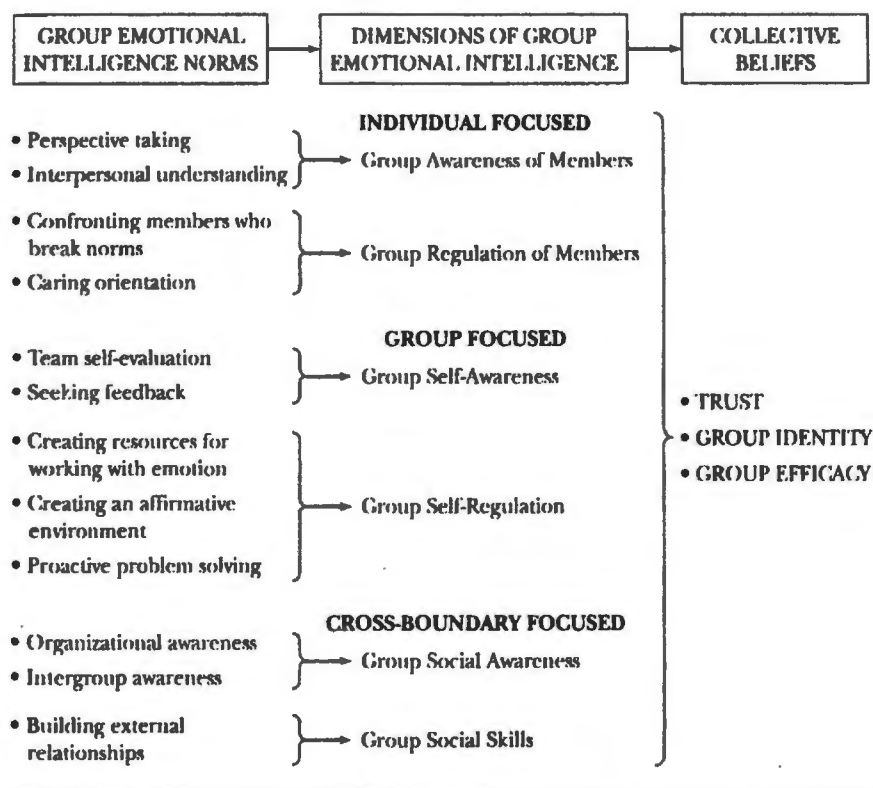 GROUP EMOTIONAL
INTELLIGENCE NORMS
DIMENSIONS OF GROUP
EMOTIONAL INTELLIGENCE
COLLECTIVE
BELIEFS
INDIVIDUAL FOCUSED
• Perspective taking
• Interpersonal understanding
Group Awareness of Members
• Confronting members who
break norms
• Caring orientation
Group Regulation of Members
GROUP FOCUSED
• Team self-evaluation
• Seeking feedback
Group Self-Awareness
• Creating resources for
working with emotion
• Creating an affirmative
environment
• Proactive problem solving
Group Self-Regulation
CROSS-BOUNDARY FOCUSED
• Organizational awareness
• Intergroup awareness
Group Social Awareness
• Building external
relationships
Group Social Skills
• TRUST
• GROUP IDENTITY
• GROUP EFFICACY